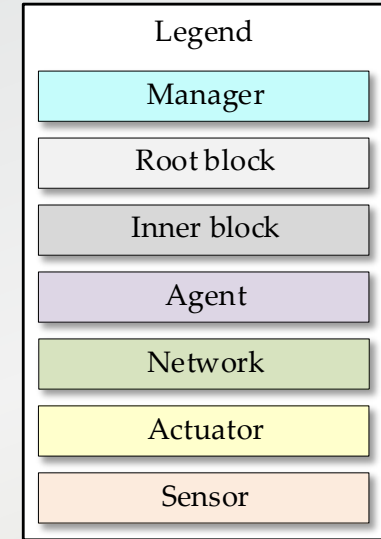 Legend
Manager
Root block
Inner block
Agent
Network
Actuator
Sensor